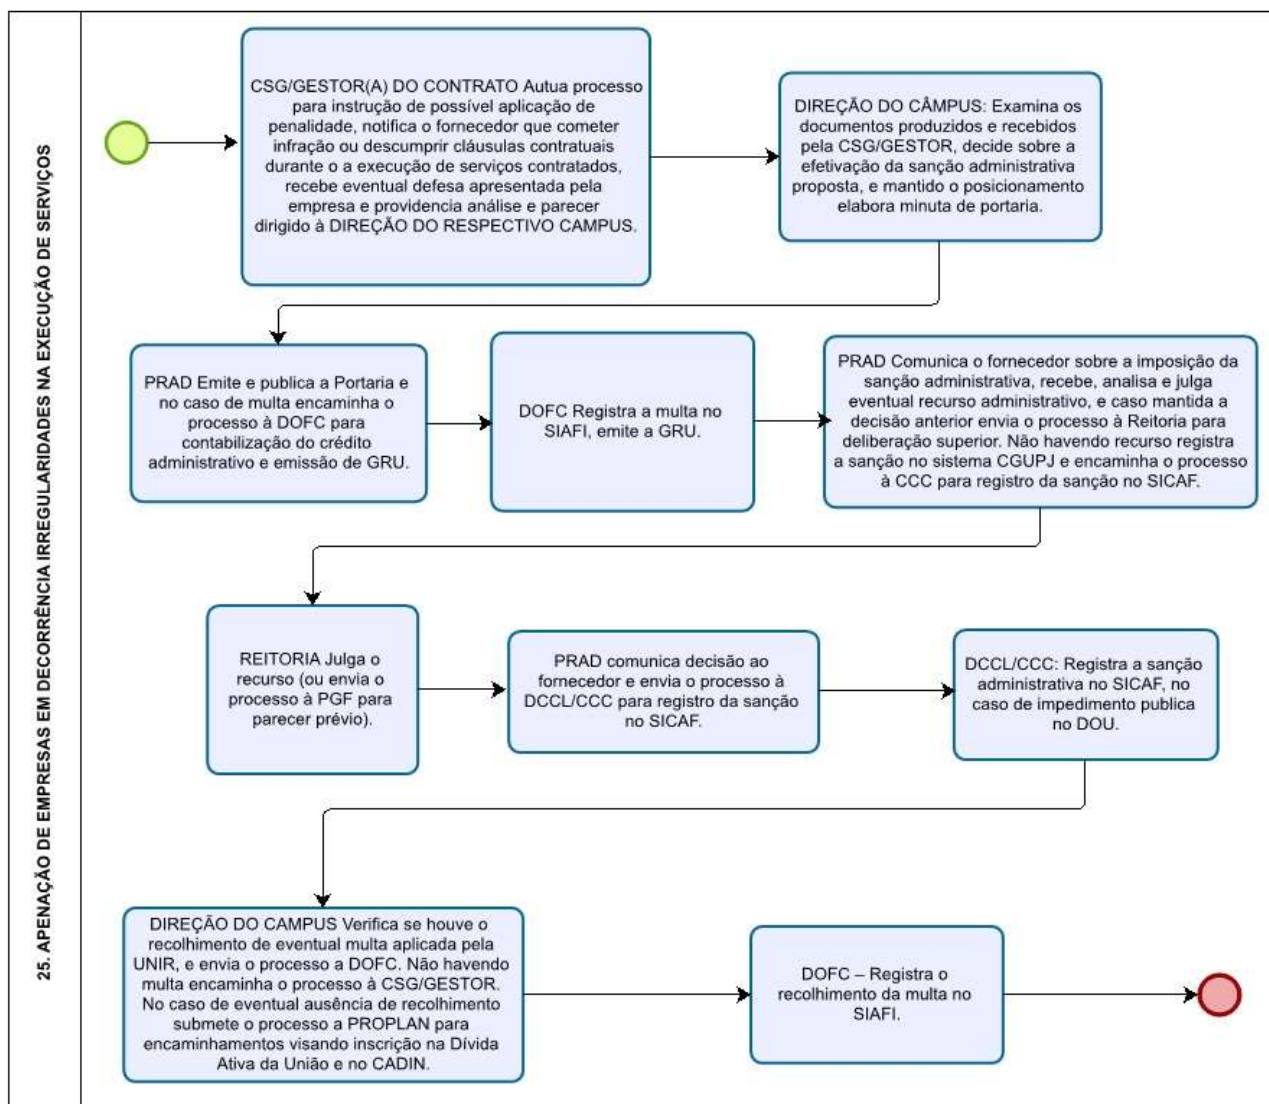 25. APENAÇÃO DE EMPRESAS EM DECORRÊNCIA IRREGULARIDADES NA EXECUÇÃO DE SERVIÇOS
CSG/GESTOR(A) DO CONTRATO Autua processo
para instrução de possível aplicação de
penalidade, notifica o fornecedor que cometer
infração ou descumprir cláusulas contratuais
durante o a execução de serviços contratados,
recebe eventual defesa apresentada pela
empresa e providencia análise e parecer
dirigido à DIREÇÃO DO RESPECTIVO CAMPUS.
DIREÇÃO DO CÂMPUS: Examina os
documentos produzidos e recebidos
pela CSG/GESTOR, decide sobre a
efetivação da sanção administrativa
proposta, e mantido o posicionamento
elabora minuta de portaria.
PRAD Emite e publica a Portaria e
no caso de multa encaminha o
processo à DOFC para
contabilização do crédito
administrativo e emissão de GRU.
DOFC Registra a multa no
SIAFI, emite a GRU.
PRAD Comunica o fornecedor sobre a imposição da
sanção administrativa, recebe, analisa e julga
eventual recurso administrativo, e caso mantida a
decisão anterior envia o processo à Reitoria para
deliberação superior. Não havendo recurso registra
a sanção no sistema CGUPJ e encaminha o processo
à CCC para registro da sanção no SICAF.
REITORIA Julga o
recurso (ou envia o
processo à PGF para
parecer prévio).
PRAD comunica decisão ao
fornecedor e envia o processo à
DCCL/CCC para registro da sanção
no SICAF.
DCCL/CCC: Registra a sanção
administrativa no SICAF, no
caso de impedimento publica
no DOU.
DIREÇÃO DO CAMPUS Verifica se houve o
recolhimento de eventual multa aplicada pela
UNIR, e envia o processo a DOFC. Não havendo
multa encaminha o processo à CSG/GESTOR.
No caso de eventual ausência de recolhimento
submete o processo a PROPLAN para
encaminhamentos visando inscrição na Dívida
Ativa da União e no CADIN.
DOFC – Registra o
recolhimento da multa no
SIAFI.